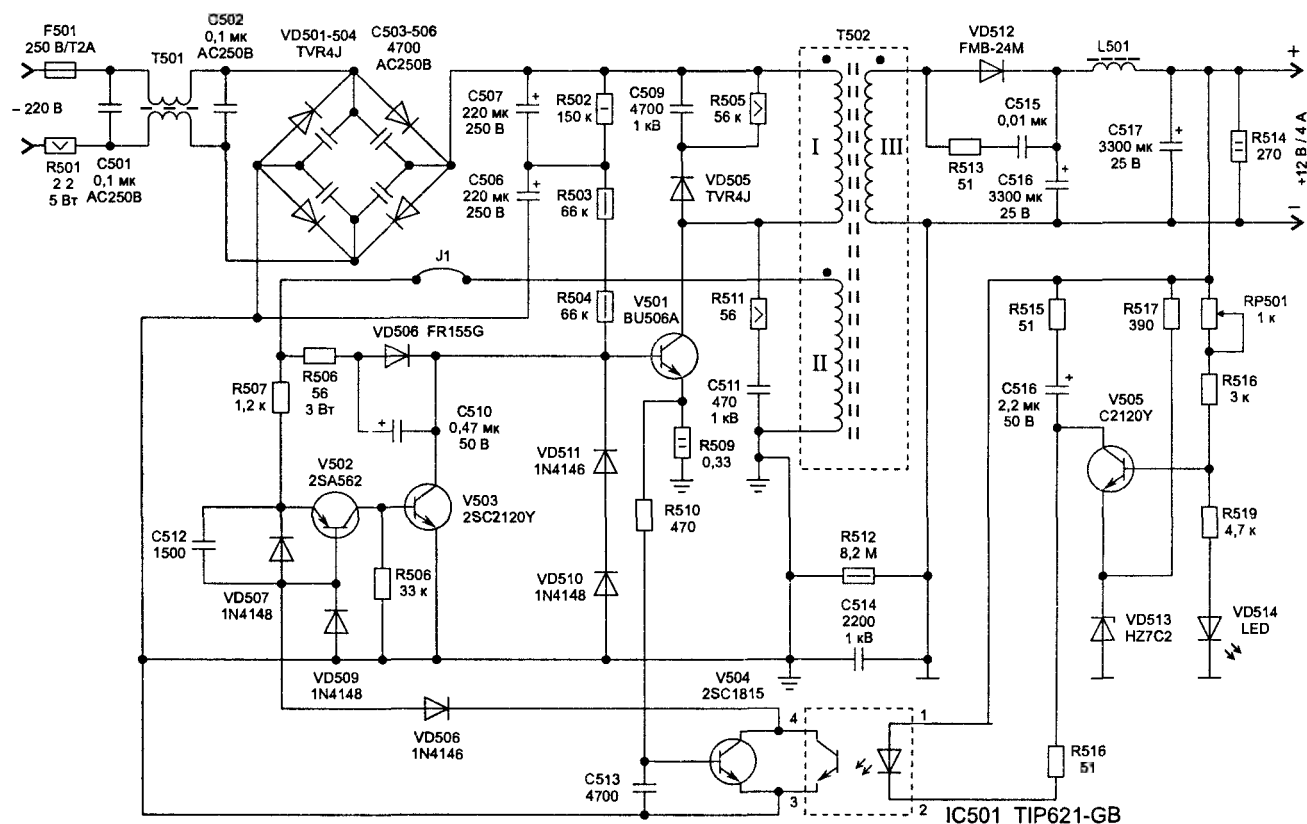 F501
250 В/Т2А
T501
C502
0,1 мк
AC250B
VD501-504
TVR4J
C503-506
4700
AC250B
~ 220 В
R501
2 2
5 Вт
C501
0,1 мк
AC250B
C507
220 мк
250 В
R502
150 к
C509
4700
1 кВ
R505
56 к
T502
I
III
VD512
FMB-24M
L501
+
C515
0,01 мк
R513
51
C516
3300 мк
25 В
C517
3300 мк
25 В
R514
270
+12 В/4 А
–
C506
220 мк
250 В
R503
66 к
VD505
TVR4J
J1
R504
66 к
V501
BU506A
R511
56
II
R515
51
R517
390
RP501
1 к
VD506 FR155G
R507
1,2 к
R506
56
3 Вт
C510
0,47 мк
50 В
C511
470
1 кВ
C516
2,2 мк
50 В
V505
C2120Y
R516
3 к
VD511
1N4146
R509
0,33
V502
2SA562
V503
2SC2120Y
R510
470
R519
4,7 к
C512
1500
R512
8,2 М
VD507
1N4148
R506
33 к
VD510
1N4148
C514
2200
1 кВ
VD513
HZ7C2
VD514
LED
VD509
1N4148
V504
2SC1815
VD506
1N4146
4
1
C513
4700
3
2
R516
51
IC501 TIP621-GB